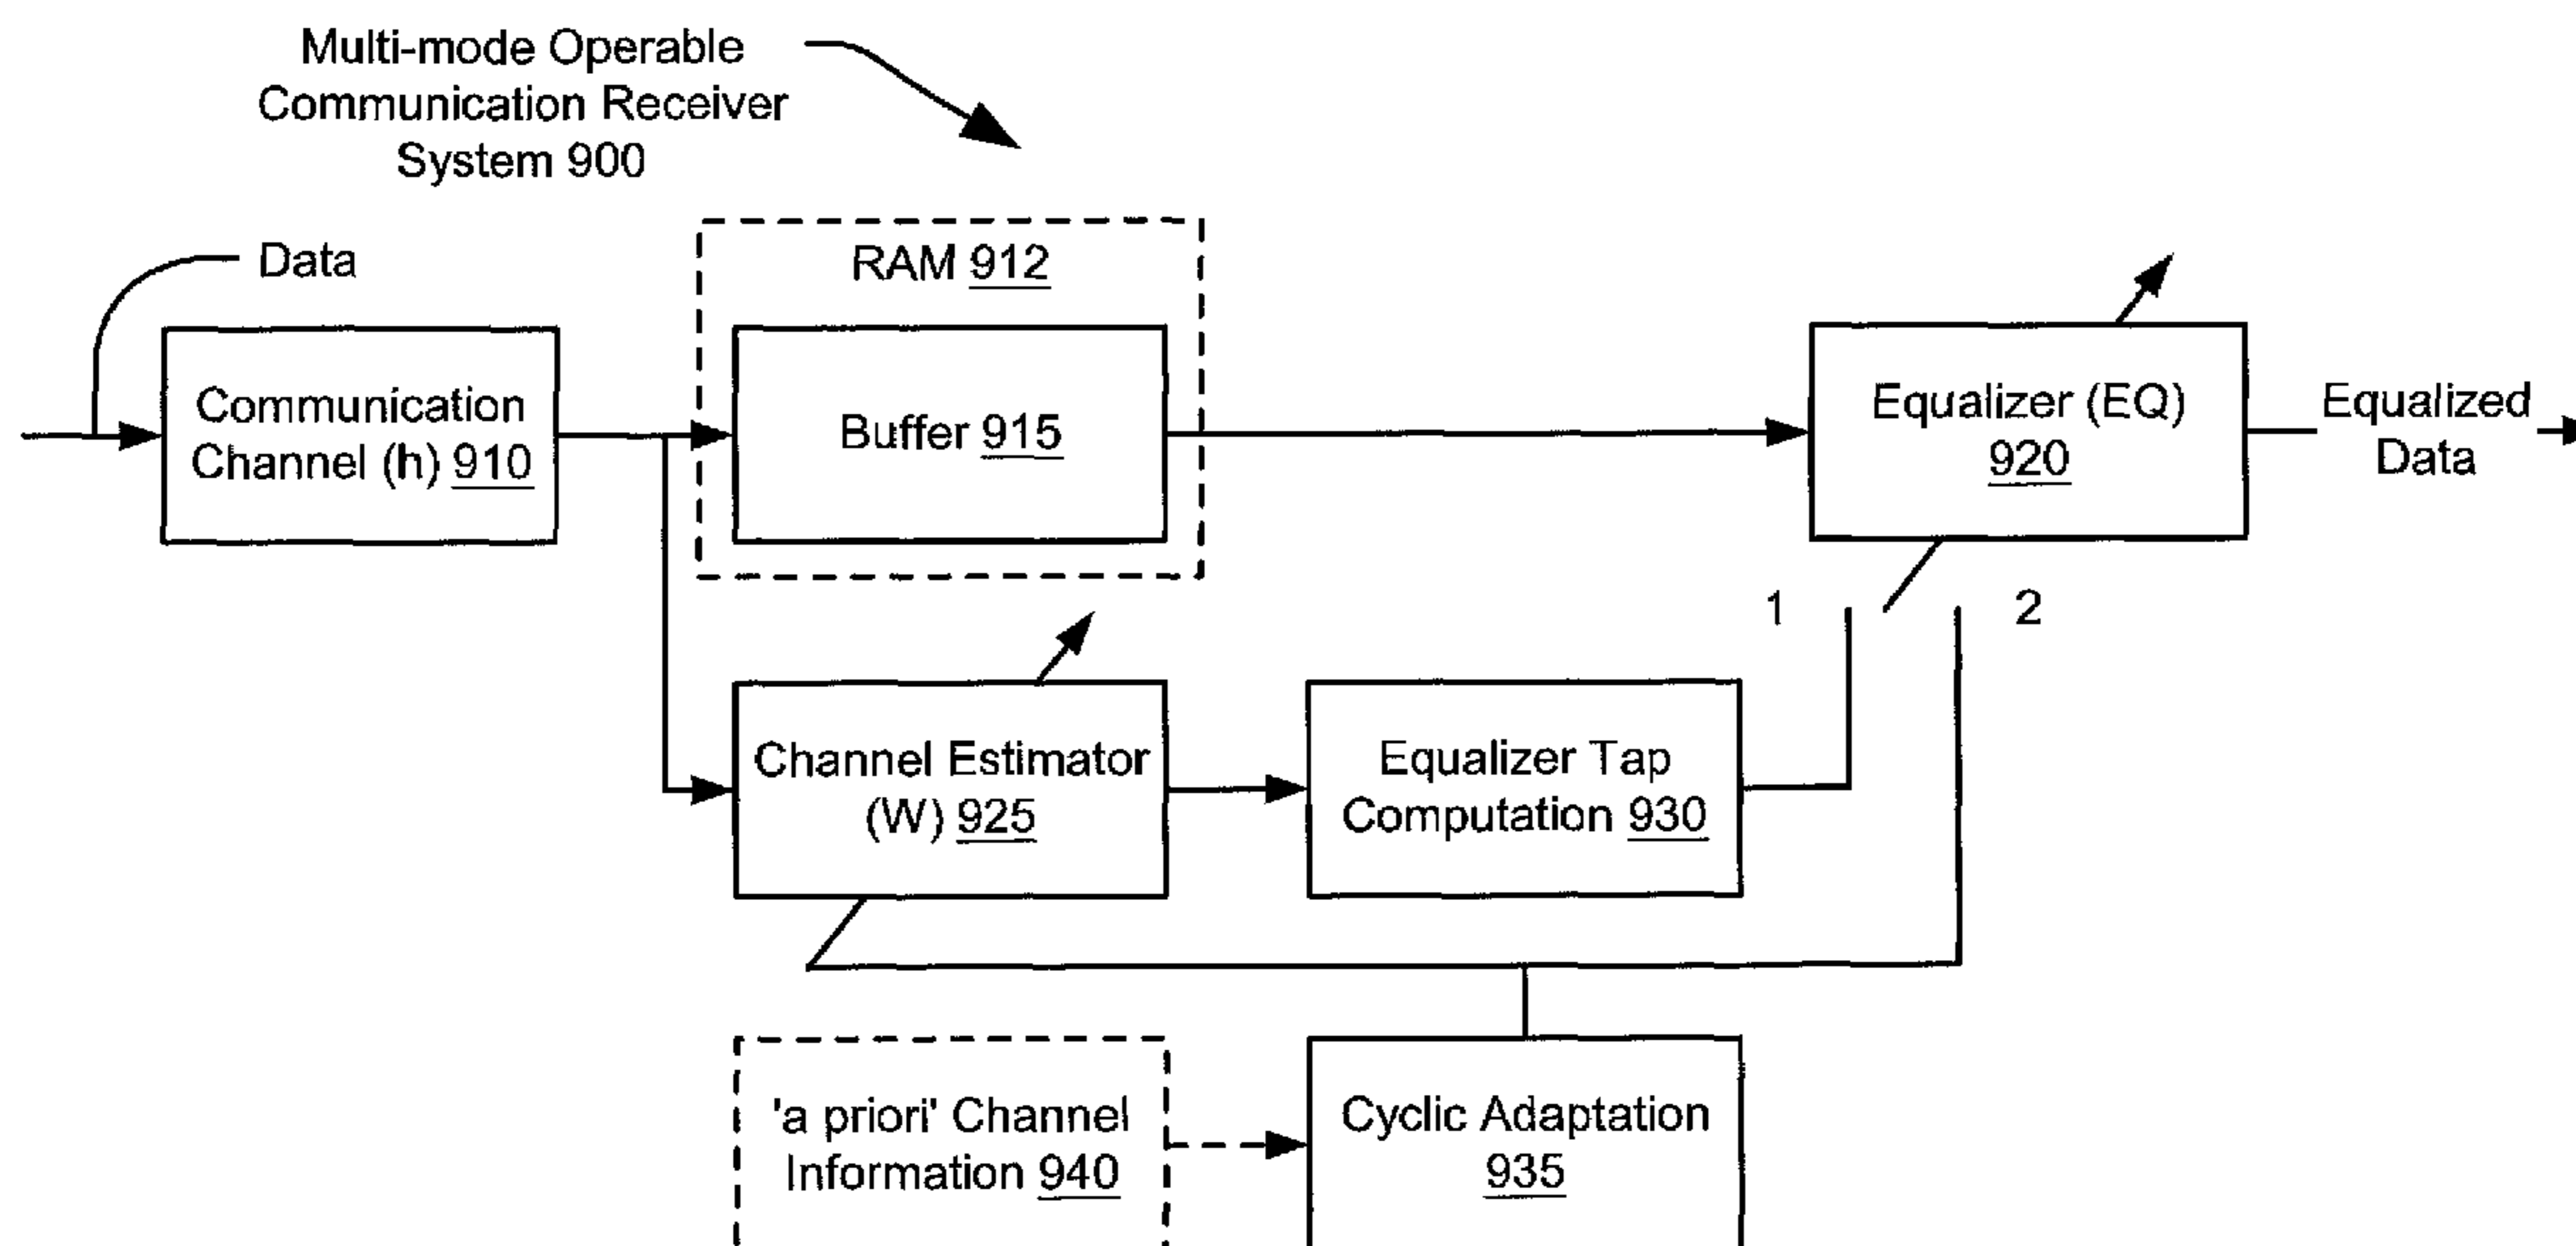 Multi-mode Operable
Communication Receiver
System 900
Data
RAM 912
Communication
Channel (h) 910
Buffer 915
Equalizer (EQ)
920
Equalized
Data
1
2
Channel Estimator
(W) 925
Equalizer Tap
Computation 930
'a priori' Channel
Information 940
Cyclic Adaptation
935